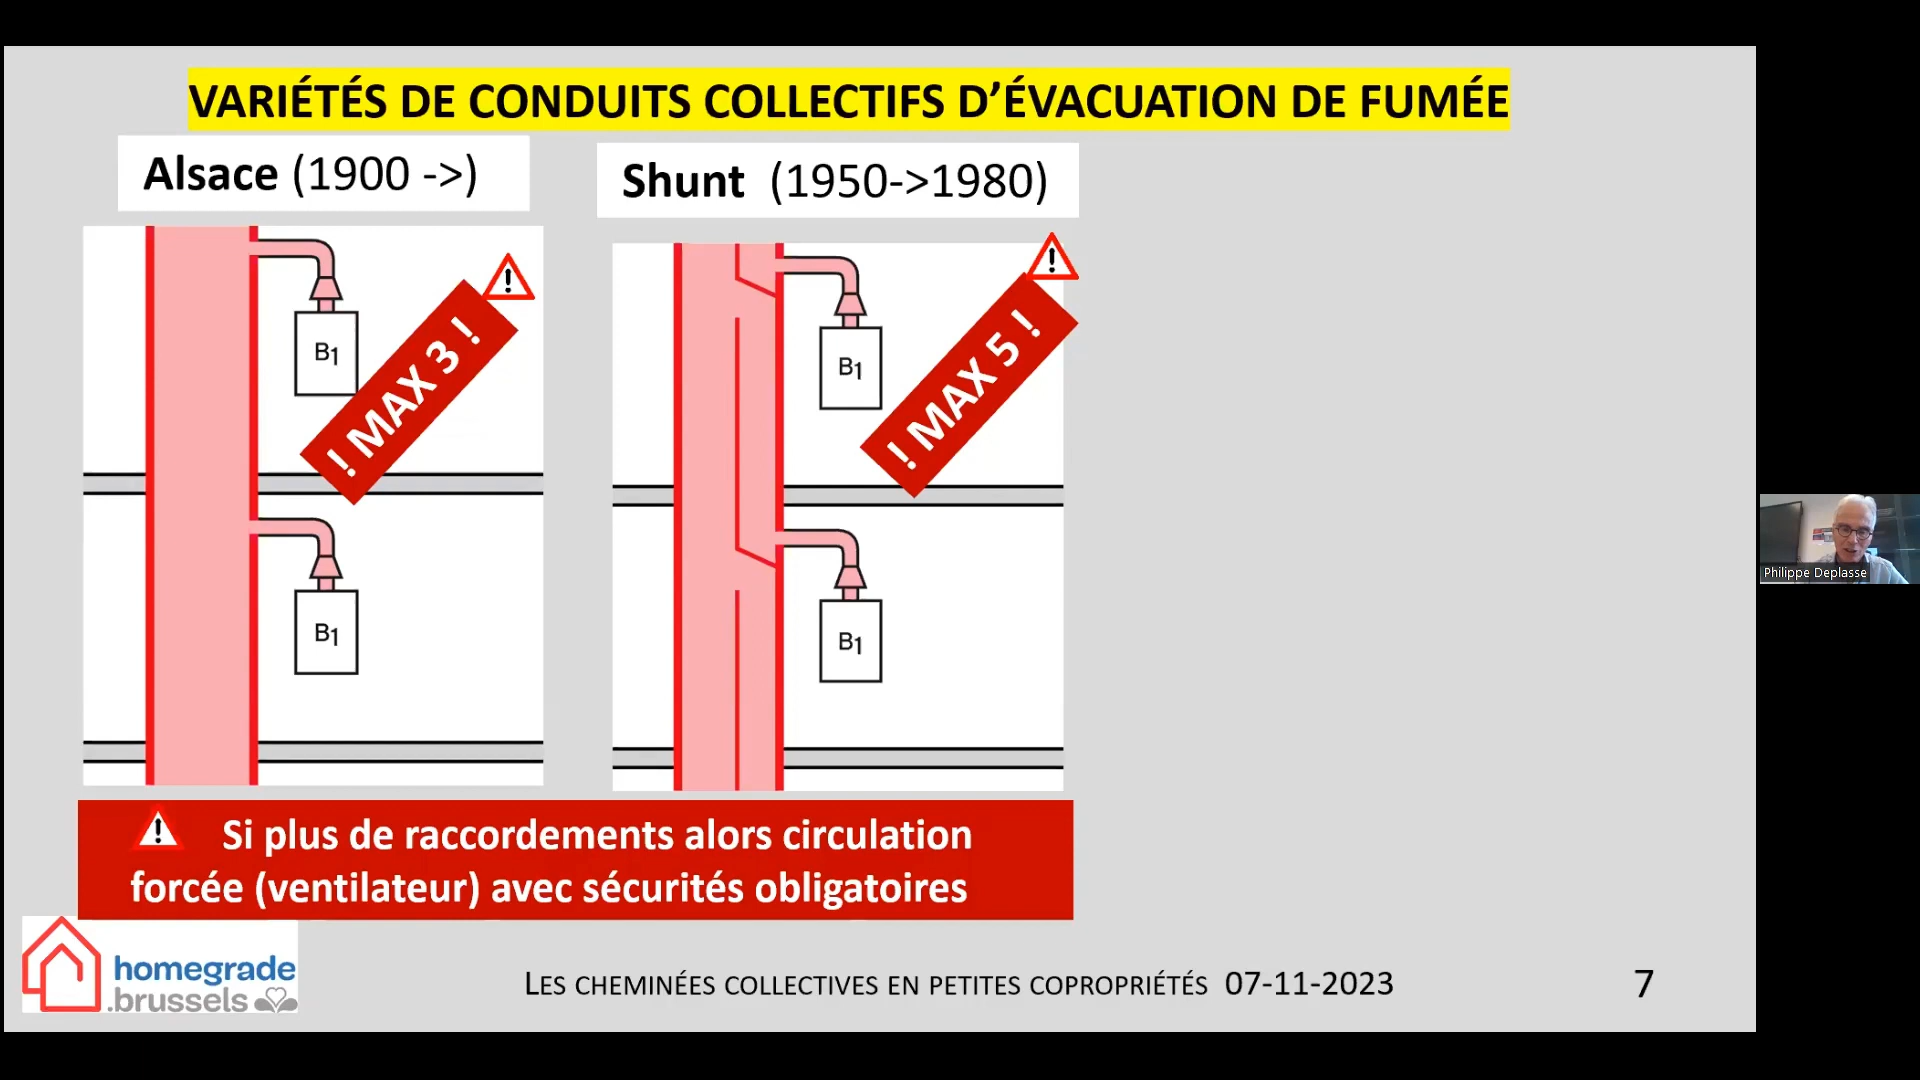 VARIÉTÉS DE CONDUITS COLLECTIFS D’ÉVACUATION DE FUMÉE
Alsace (1900 ->)
Shunt (1950->1980)
!
!
B1
! MAX 3 !
B1
! MAX 5 !
B1
B1
! Si plus de raccordements alors circulation
forcée (ventilateur) avec sécurités obligatoires
homegrade
.brussels
LES CHEMINÉES COLLECTIVES EN PETITES COPROPRIÉTÉS 07-11-2023
7
Philippe Deplasse